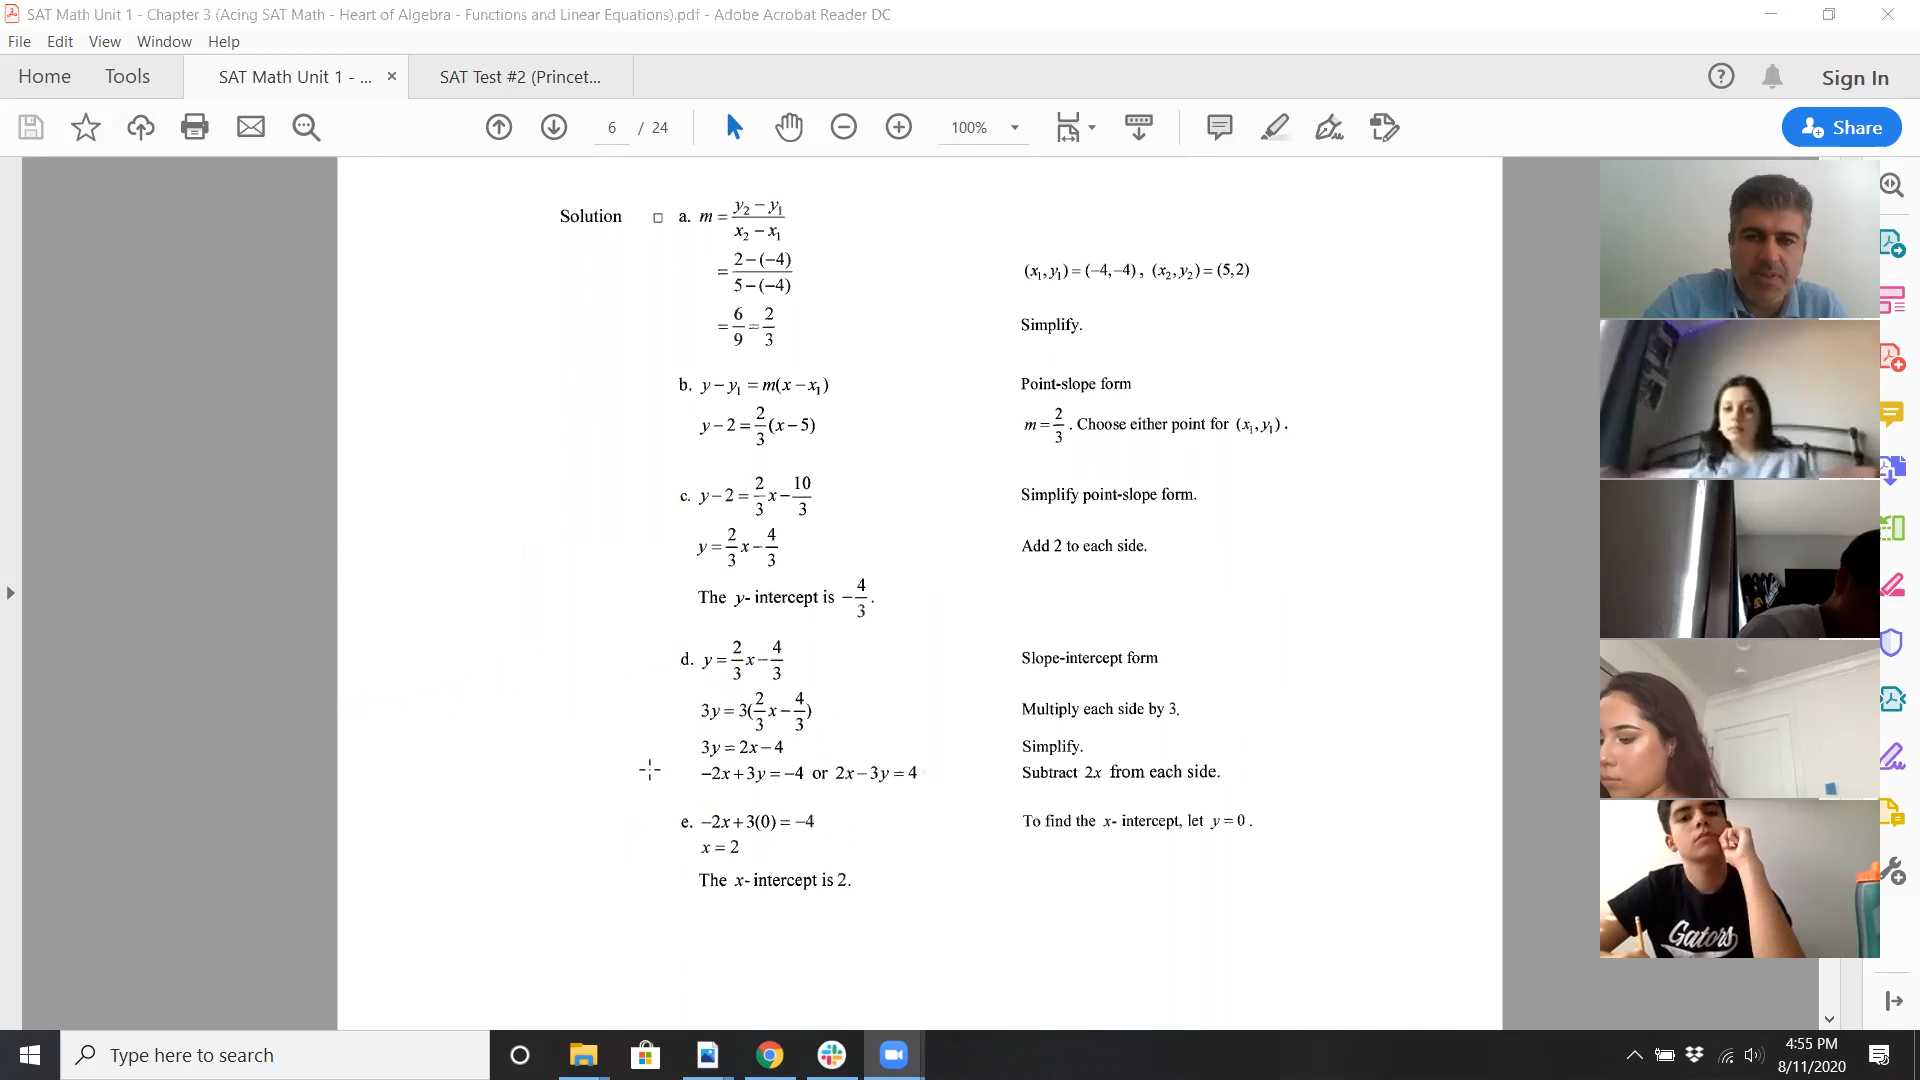 SAT Math Unit 1 - Chapter 3 (Acing SAT Math - Heart of Algebra - Functions and Linear Equations).pdf - Adobe Acrobat Reader DC
File Edit View Window Help
Home Tools SAT Math Unit 1 - ... × SAT Test #2 (Princet... Sign In
6 / 24 100% Share
Solution □ a. m = (y₂ − y₁)/(x₂ − x₁)
= (2 − (−4))/(5 − (−4)) (x₁, y₁) = (−4, −4), (x₂, y₂) = (5, 2)
= 6/9 = 2/3 Simplify.
b. y − y₁ = m(x − x₁) Point-slope form
y − 2 = 2/3(x − 5) m = 2/3. Choose either point for (x₁, y₁).
c. y − 2 = 2/3x − 10/3 Simplify point-slope form.
y = 2/3x − 4/3 Add 2 to each side.
The y- intercept is −4/3.
d. y = 2/3x − 4/3 Slope-intercept form
3y = 3(2/3x − 4/3) Multiply each side by 3.
3y = 2x − 4 Simplify.
−2x + 3y = −4 or 2x − 3y = 4 Subtract 2x from each side.
e. −2x + 3(0) = −4 To find the x- intercept, let y = 0.
x = 2
The x- intercept is 2.
Gators
Type here to search
4:55 PM
8/11/2020